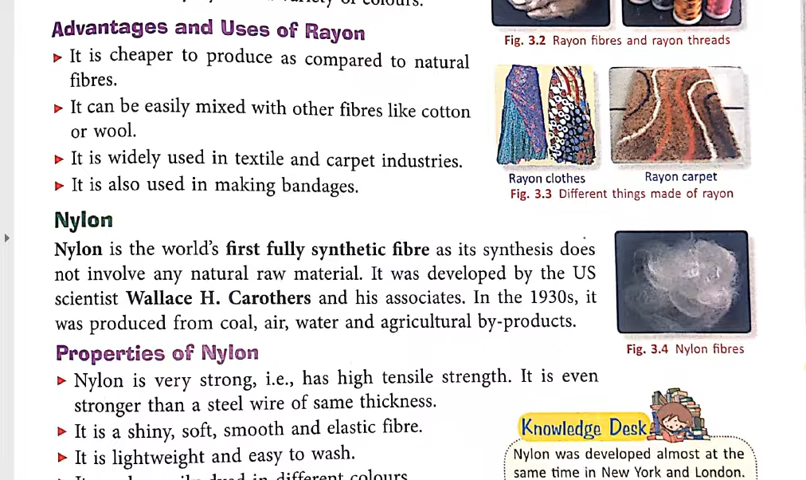 Advantages and Uses of Rayon
It is cheaper to produce as compared to natural
fibres.
It can be easily mixed with other fibres like cotton
or wool.
It is widely used in textile and carpet industries.
It is also used in making bandages.
Fig. 3.2 Rayon fibres and rayon threads
Rayon clothes
Rayon carpet
Fig. 3.3 Different things made of rayon
Nylon
Nylon is the world's first fully synthetic fibre as its synthesis does
not involve any natural raw material. It was developed by the US
scientist Wallace H. Carothers and his associates. In the 1930s, it
was produced from coal, air, water and agricultural by-products.
Fig. 3.4 Nylon fibres
Properties of Nylon
Nylon is very strong, i.e., has high tensile strength. It is even
stronger than a steel wire of same thickness.
It is a shiny, soft, smooth and elastic fibre.
It is lightweight and easy to wash.
in different colours
Knowledge Desk
Nylon was developed almost at the
same time in New York and London.